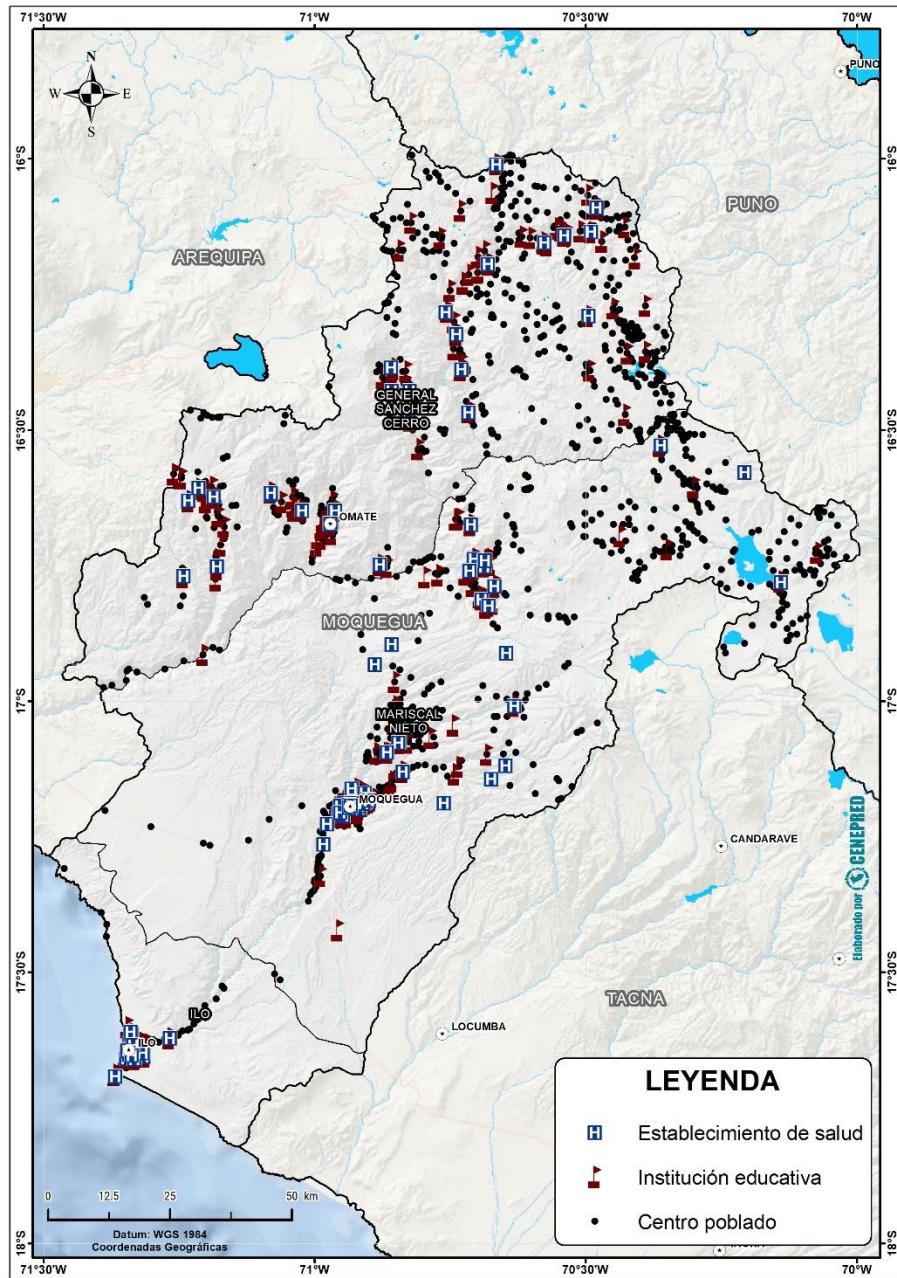 71°30'W
71°W
70°30'W
70°W
N
W
E
S
PUNO
16°S
16°S
PUNO
AREQUIPA
GENERAL
SANCHEZ
CERRO
16°30'S
16°30'S
OMATE
MOQUEGUA
17°S
17°S
MARISCAL
NIETO
MOQUEGUA
CANDARAVE
Elaborado por CENEPRED
17°30'S
17°30'S
TACNA
ILO
LOCUMBA
ILO
LEYENDA
H Establecimiento de salud
Institución educativa
Centro poblado
0 12.5 25 50 km
Datum: WGS 1984
Coordenadas Geográficas
18°S
18°S
71°30'W
71°W
70°30'W
70°W